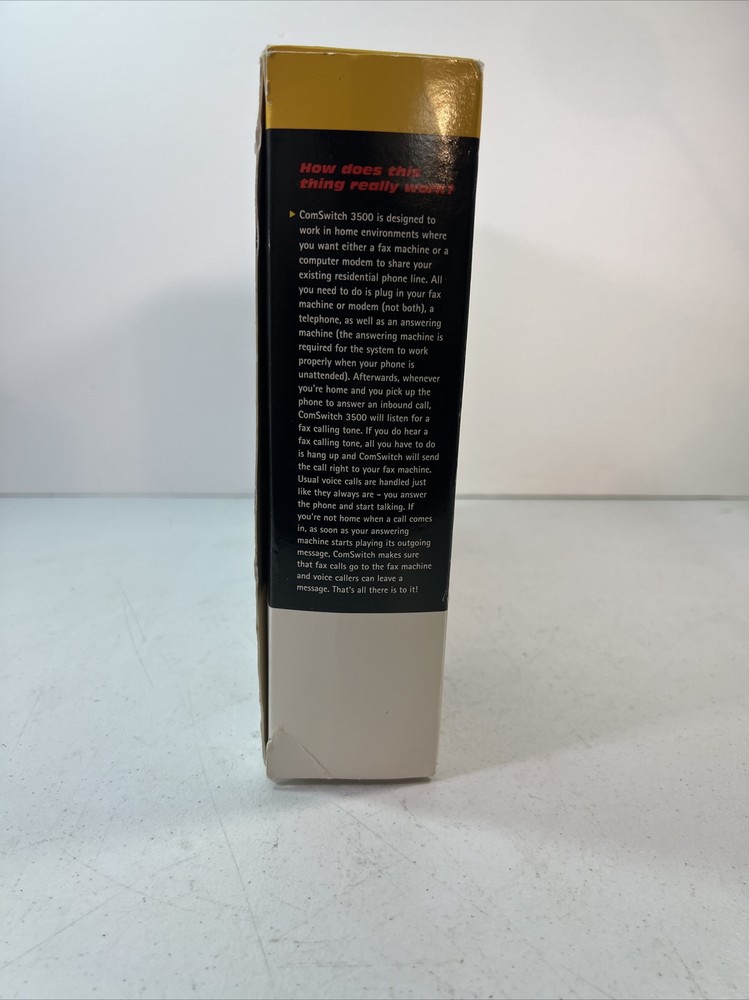 How does this
thing really work?
ComSwitch 3500 is designed to
work in home environments where
you want either a fax machine or a
computer modem to share your
existing residential phone line. All
you need to do is plug in your fax
machine or modem (not both), a
telephone, as well as an answering
machine (the answering machine is
required for the system to work
properly when your phone is
unattended). Afterwards, whenever
you're home and you pick up the
phone to answer an inbound call,
ComSwitch 3500 will listen for a
fax calling tone. If you do hear a
fax calling tone, all you have to do
is hang up and ComSwitch will send
the call right to your fax machine.
Usual voice calls are handled just
like they always are – you answer
the phone and start talking. If
you're not home when a call comes
in, as soon as your answering
machine starts playing its outgoing
message, ComSwitch makes sure
that fax calls go to the fax machine
and voice callers can leave a
message. That's all there is to it!